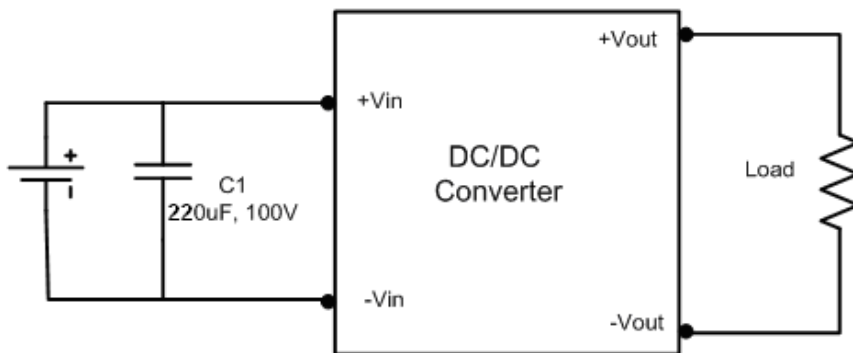 +Vout
+Vin
DC/DC
Converter
Load
C1
220uF, 100V
-Vin
-Vout
+
-